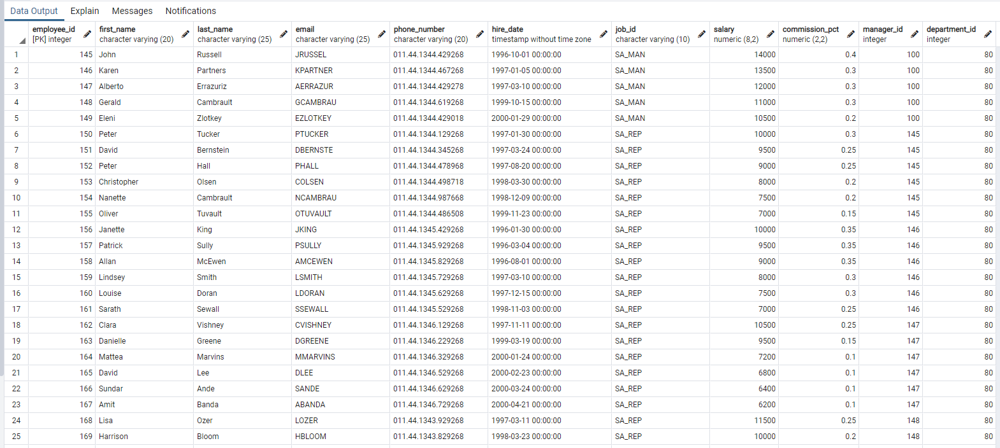 Data Output Explain Messages Notifications
employee_id first_name last_name email phone_number hire_date job_id salary commission_pct manager_id department_id
[PK] integer character varying (20) character varying (25) character varying (25) character varying (20) timestamp without time zone character varying (10) numeric (8,2) numeric (2,2) integer integer
1 145 John Russell JRUSSEL 011.44.1344.429268 1996-10-01 00:00:00 SA_MAN 14000 0.4 100 80
2 146 Karen Partners KPARTNER 011.44.1344.467268 1997-01-05 00:00:00 SA_MAN 13500 0.3 100 80
3 147 Alberto Errazuriz AERRAZUR 011.44.1344.429278 1997-03-10 00:00:00 SA_MAN 12000 0.3 100 80
4 148 Gerald Cambrault GCAMBRAU 011.44.1344.619268 1999-10-15 00:00:00 SA_MAN 11000 0.3 100 80
5 149 Eleni Zlotkey EZLOTKEY 011.44.1344.429018 2000-01-29 00:00:00 SA_MAN 10500 0.2 100 80
6 150 Peter Tucker PTUCKER 011.44.1344.129268 1997-01-30 00:00:00 SA_REP 10000 0.3 145 80
7 151 David Bernstein DBERNSTE 011.44.1344.345268 1997-03-24 00:00:00 SA_REP 9500 0.25 145 80
8 152 Peter Hall PHALL 011.44.1344.478968 1997-08-20 00:00:00 SA_REP 9000 0.25 145 80
9 153 Christopher Olsen COLSEN 011.44.1344.498718 1998-03-30 00:00:00 SA_REP 8000 0.2 145 80
10 154 Nanette Cambrault NCAMBRAU 011.44.1344.987668 1998-12-09 00:00:00 SA_REP 7500 0.2 145 80
11 155 Oliver Tuvault OTUVAULT 011.44.1344.486508 1999-11-23 00:00:00 SA_REP 7000 0.15 145 80
12 156 Janette King JKING 011.44.1345.429268 1996-01-30 00:00:00 SA_REP 10000 0.35 146 80
13 157 Patrick Sully PSULLY 011.44.1345.929268 1996-03-04 00:00:00 SA_REP 9500 0.35 146 80
14 158 Allan McEwen AMCEWEN 011.44.1345.829268 1996-08-01 00:00:00 SA_REP 9000 0.35 146 80
15 159 Lindsey Smith LSMITH 011.44.1345.729268 1997-03-10 00:00:00 SA_REP 8000 0.3 146 80
16 160 Louise Doran LDORAN 011.44.1345.629268 1997-12-15 00:00:00 SA_REP 7500 0.3 146 80
17 161 Sarath Sewall SSEWALL 011.44.1345.529268 1998-11-03 00:00:00 SA_REP 7000 0.25 146 80
18 162 Clara Vishney CVISHNEY 011.44.1346.129268 1997-11-11 00:00:00 SA_REP 10500 0.25 147 80
19 163 Danielle Greene DGREENE 011.44.1346.229268 1999-03-19 00:00:00 SA_REP 9500 0.15 147 80
20 164 Mattea Marvins MMARVINS 011.44.1346.329268 2000-01-24 00:00:00 SA_REP 7200 0.1 147 80
21 165 David Lee DLEE 011.44.1346.529268 2000-02-23 00:00:00 SA_REP 6800 0.1 147 80
22 166 Sundar Ande SANDE 011.44.1346.629268 2000-03-24 00:00:00 SA_REP 6400 0.1 147 80
23 167 Amit Banda ABANDA 011.44.1346.729268 2000-04-21 00:00:00 SA_REP 6200 0.1 147 80
24 168 Lisa Ozer LOZER 011.44.1343.929268 1997-03-11 00:00:00 SA_REP 11500 0.25 148 80
25 169 Harrison Bloom HBLOOM 011.44.1343.829268 1998-03-23 00:00:00 SA_REP 10000 0.2 148 80